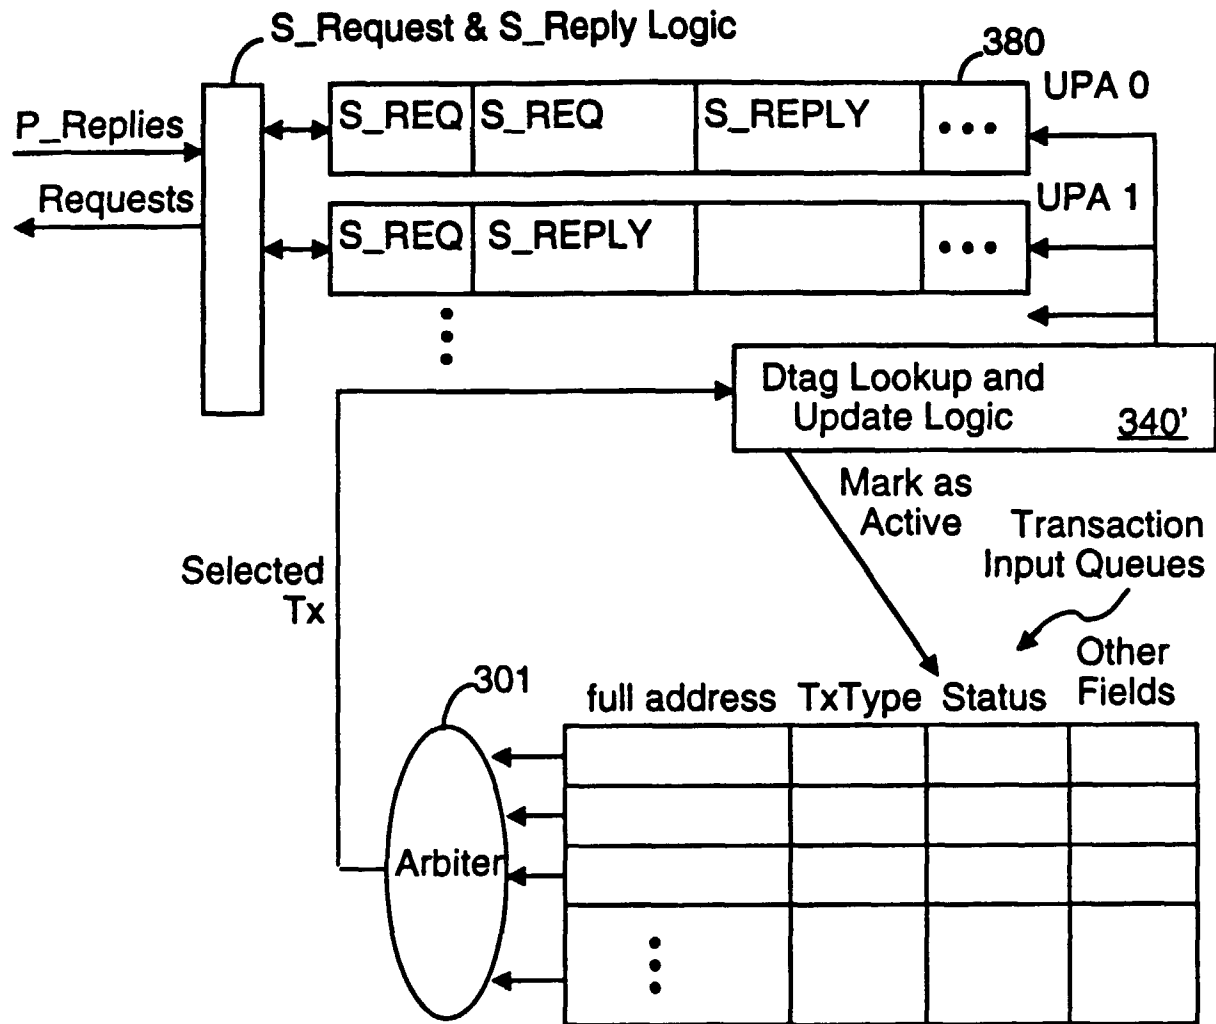 S_Request & S_Reply Logic
380
UPA 0
P_Replies
S_REQ
S_REQ
S_REPLY
Requests
UPA 1
S_REQ
S_REPLY
Dtag Lookup and
Update Logic
340'
Mark as
Active
Transaction
Input Queues
Selected
Tx
Other
Fields
301
full address
TxType
Status
Arbiter